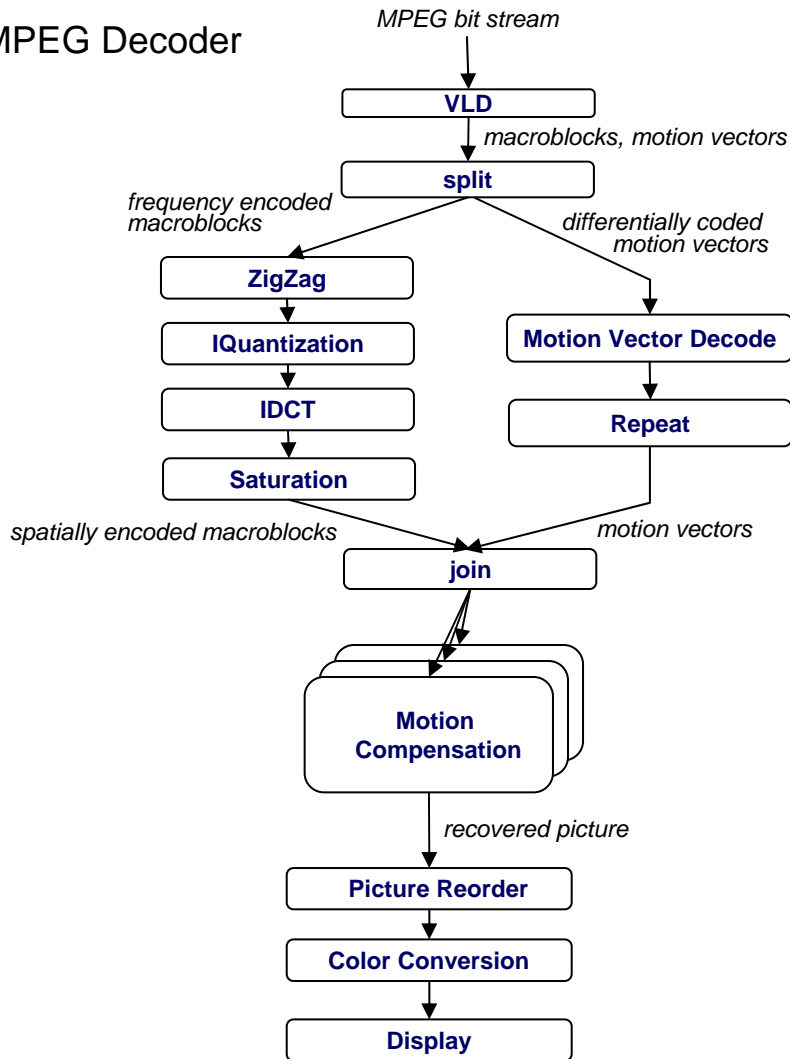 MPEG bit stream
MPEG Decoder
VLD
macroblocks, motion vectors
split
frequency encoded
macroblocks
differentially coded
motion vectors
ZigZag
IQuantization
Motion Vector Decode
IDCT
Repeat
Saturation
spatially encoded macroblocks
motion vectors
join
Motion
Compensation
recovered picture
Picture Reorder
Color Conversion
Display